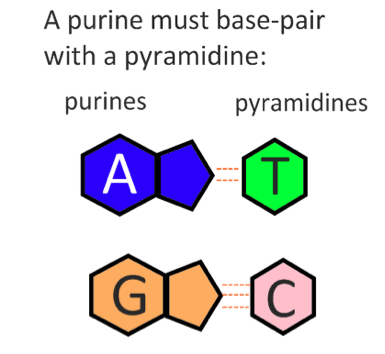 A purine must base-pair
with a pyramidine:
purines pyramidines
A T
G C